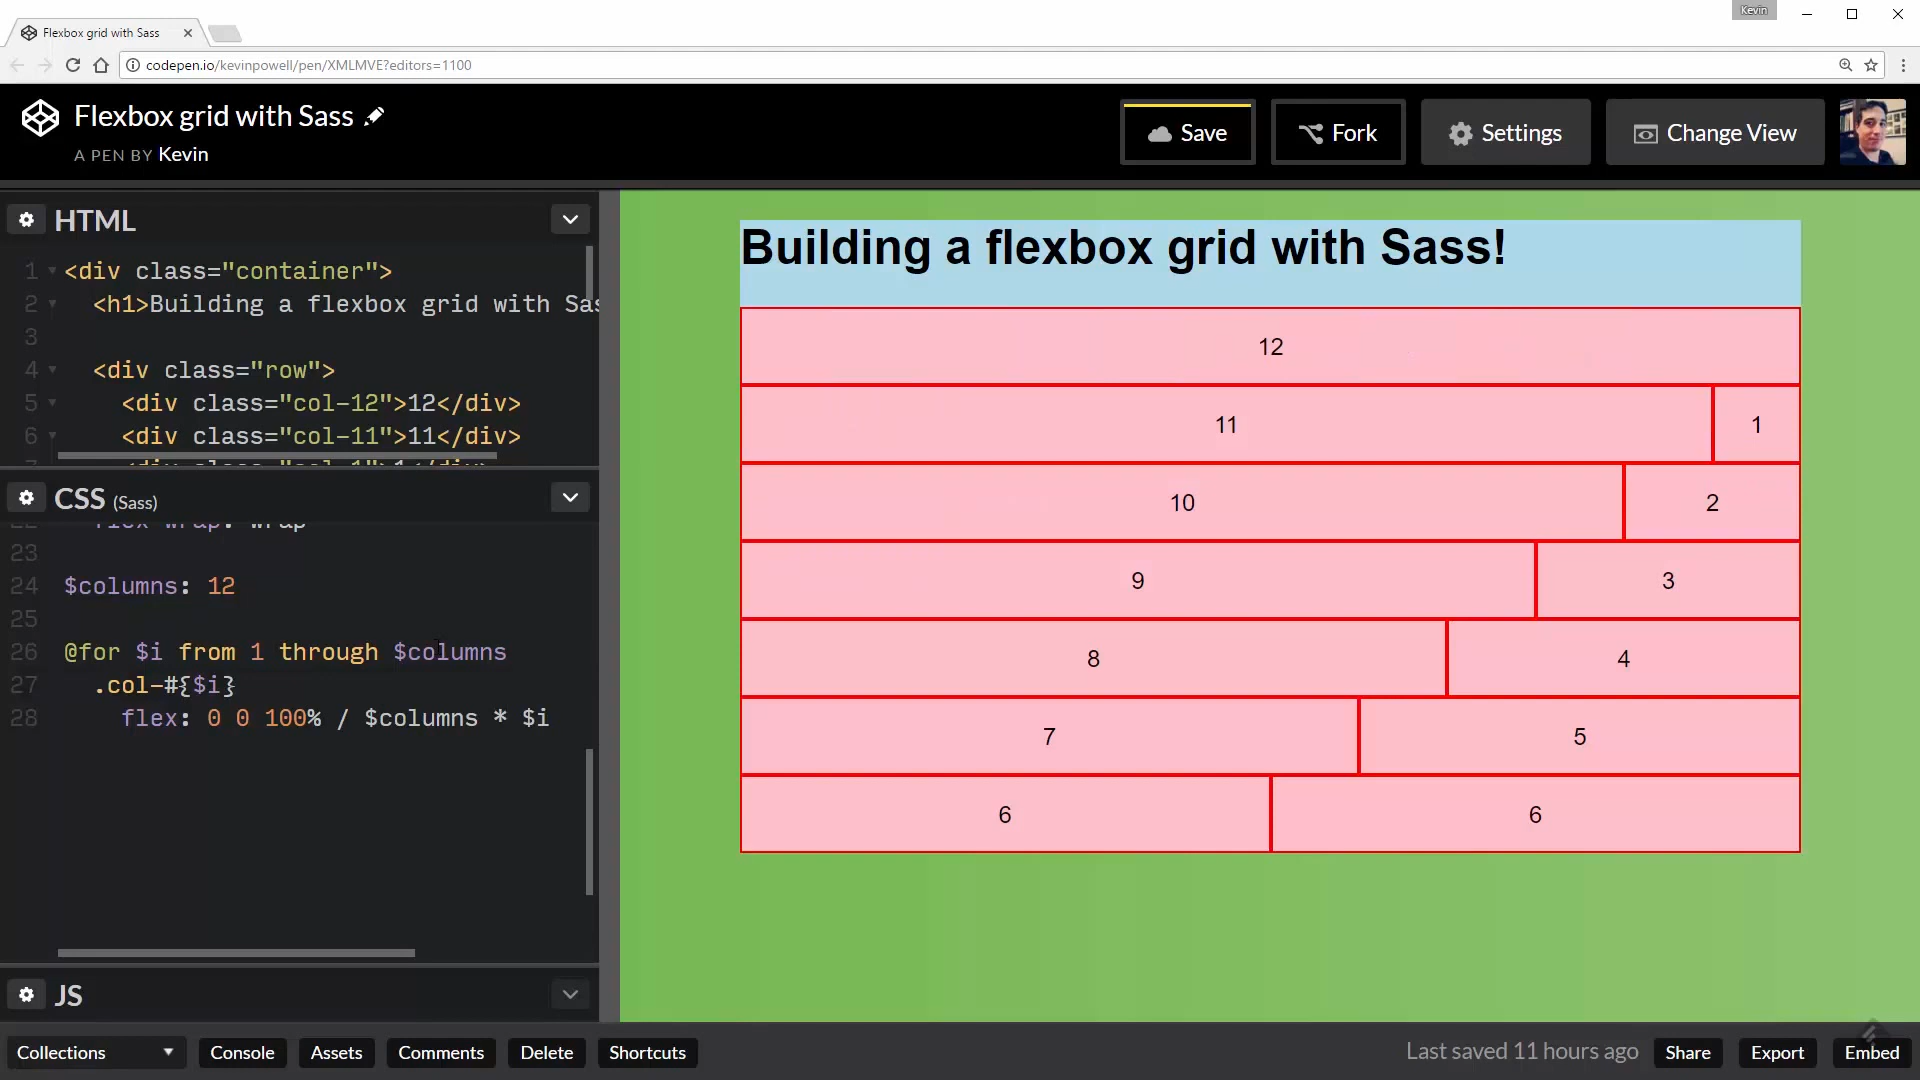 Kevin
Flexbox grid with Sass
codepen.io/kevinpowell/pen/XMLMVE?editors=1100
Flexbox grid with Sass
A PEN BY Kevin
Save
Fork
Settings
Change View
HTML
1 <div class="container">
2 <h1>Building a flexbox grid with Sas
3
4 <div class="row">
5 <div class="col-12">12</div>
6 <div class="col-11">11</div>
CSS (Sass)
22 flex-wrap: wrap
23
24 $columns: 12
25
26 @for $i from 1 through $columns
27 .col-#{$i}
28 flex: 0 0 100% / $columns * $i
JS
Building a flexbox grid with Sass!
12
11 1
10 2
9 3
8 4
7 5
6 6
Collections
Console
Assets
Comments
Delete
Shortcuts
Last saved 11 hours ago
Share
Export
Embed